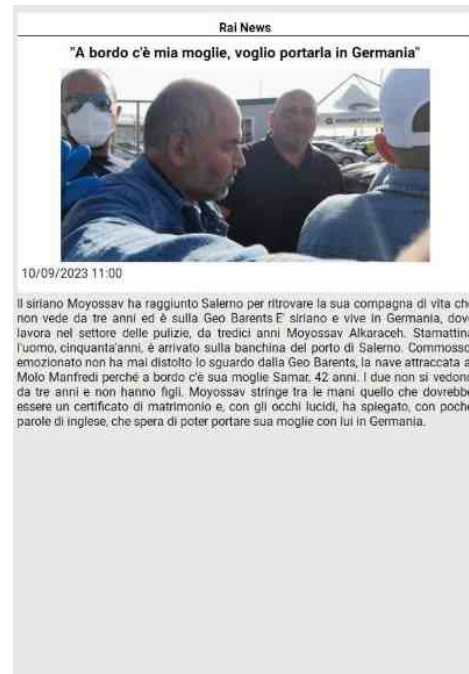 Rai News
"A bordo c'è mia moglie, voglio portarla in Germania"
10/09/2023 11:00
Il siriano Moyossav ha raggiunto Salerno per ritrovare la sua compagna di vita che
non vede da tre anni ed è sulla Geo Barents E' siriano e vive in Germania, dove
lavora nel settore delle pulizie, da tredici anni Moyossav Alkaraceh. Stamattina
l'uomo, cinquanta'anni, è arrivato sulla banchina del porto di Salerno. Commosso,
emozionato non ha mai distolto lo sguardo dalla Geo Barents, la nave attraccata al
Molo Manfredi perché a bordo c'è sua moglie Samar, 42 anni. I due non si vedono
da tre anni e non hanno figli. Moyossav stringe tra le mani quello che dovrebbe
essere un certificato di matrimonio e, con gli occhi lucidi, ha spiegato, con poche
parole di inglese, che spera di poter portare sua moglie con lui in Germania.